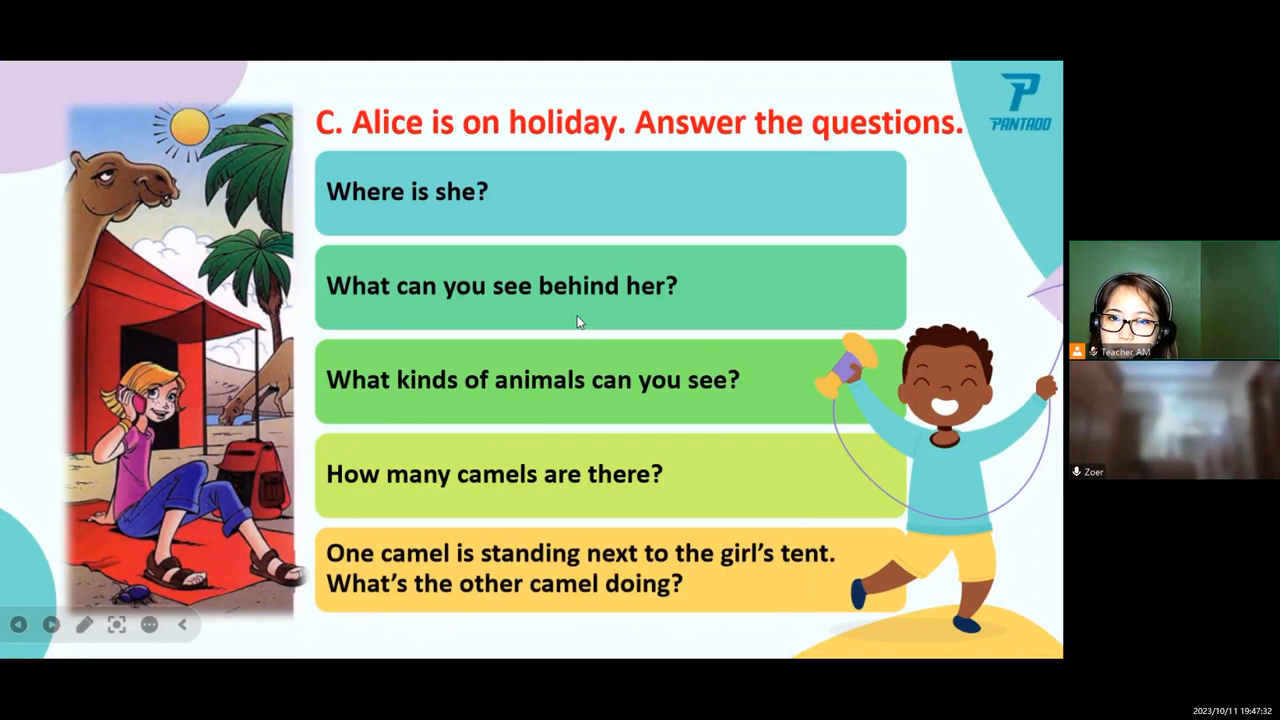 C. Alice is on holiday. Answer the questions.
PANTADO
Where is she?
What can you see behind her?
What kinds of animals can you see?
How many camels are there?
One camel is standing next to the girl's tent.
What's the other camel doing?
Teacher AM
Zoer
2023/10/11 19:47:32